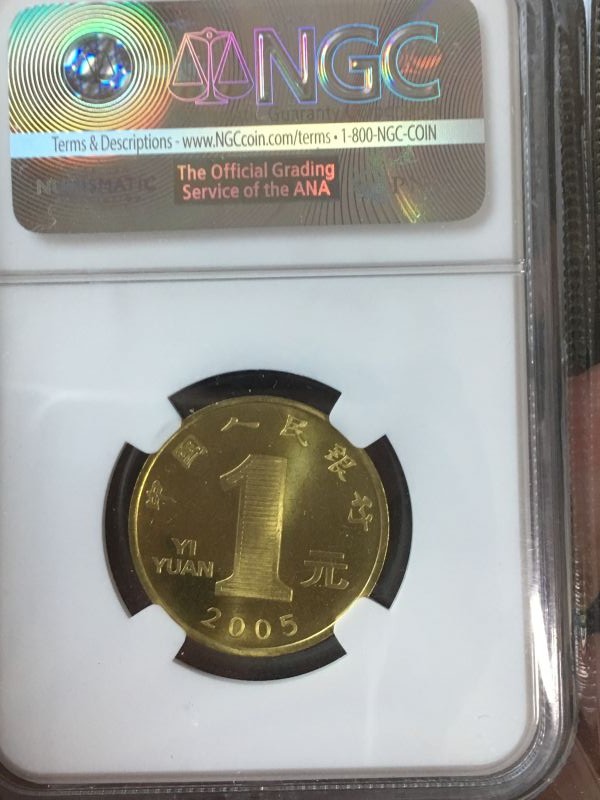 NGC
Terms & Descriptions - www.NGCcoin.com/terms • 1-800-NGC-COIN
NUMISMATIC
The Official Grading
Service of the ANA
中国人民银行
1
YI
YUAN
元
2005